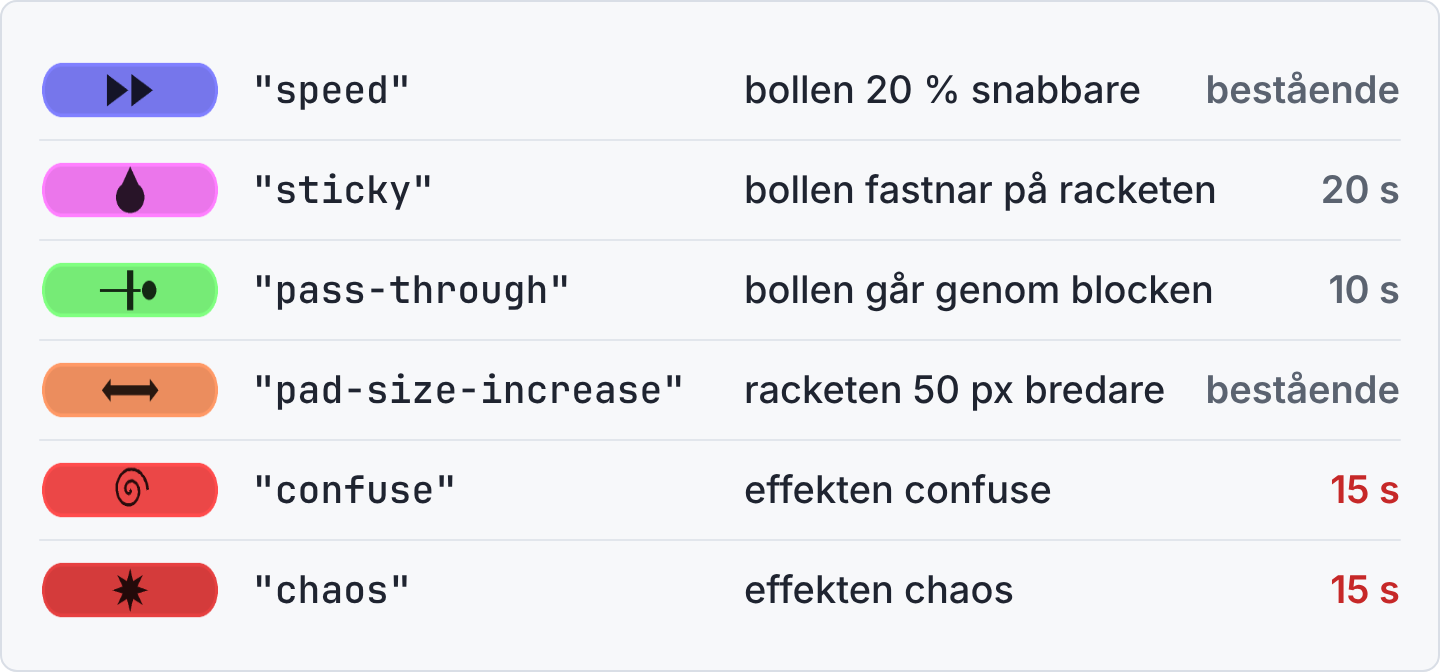 "speed" bollen 20 % snabbare bestående
"sticky" bollen fastnar på racketen 20 s
"pass-through" bollen går genom blocken 10 s
"pad-size-increase" racketen 50 px bredare bestående
"confuse" effekten confuse 15 s
"chaos" effekten chaos 15 s